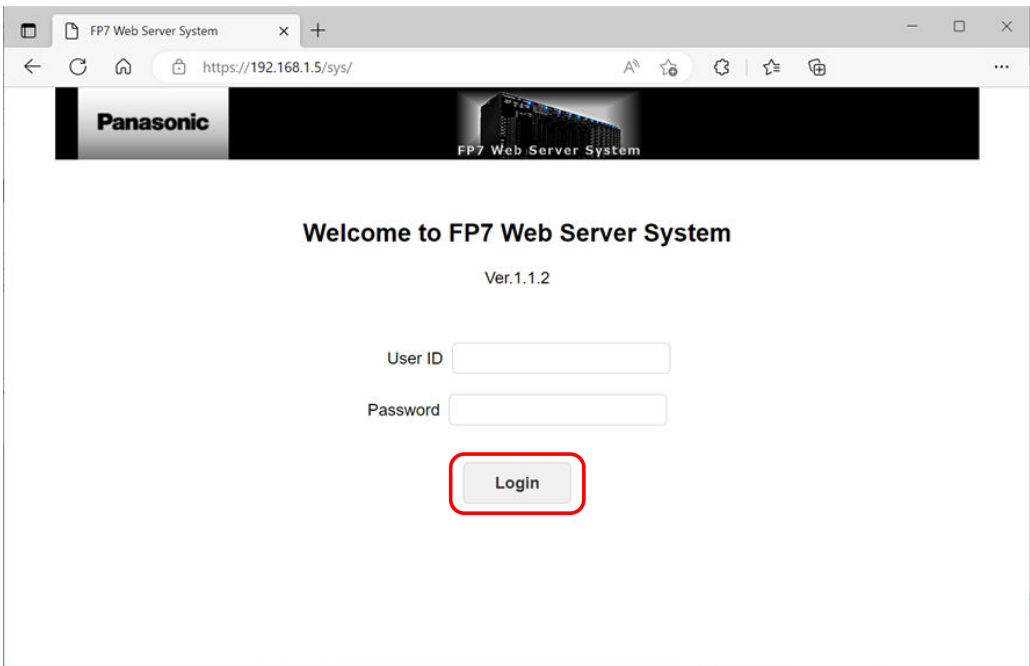 FP7 Web Server System
https://192.168.1.5/sys/
Panasonic
FP7 Web Server System
Welcome to FP7 Web Server System
Ver.1.1.2
User ID
Password
Login